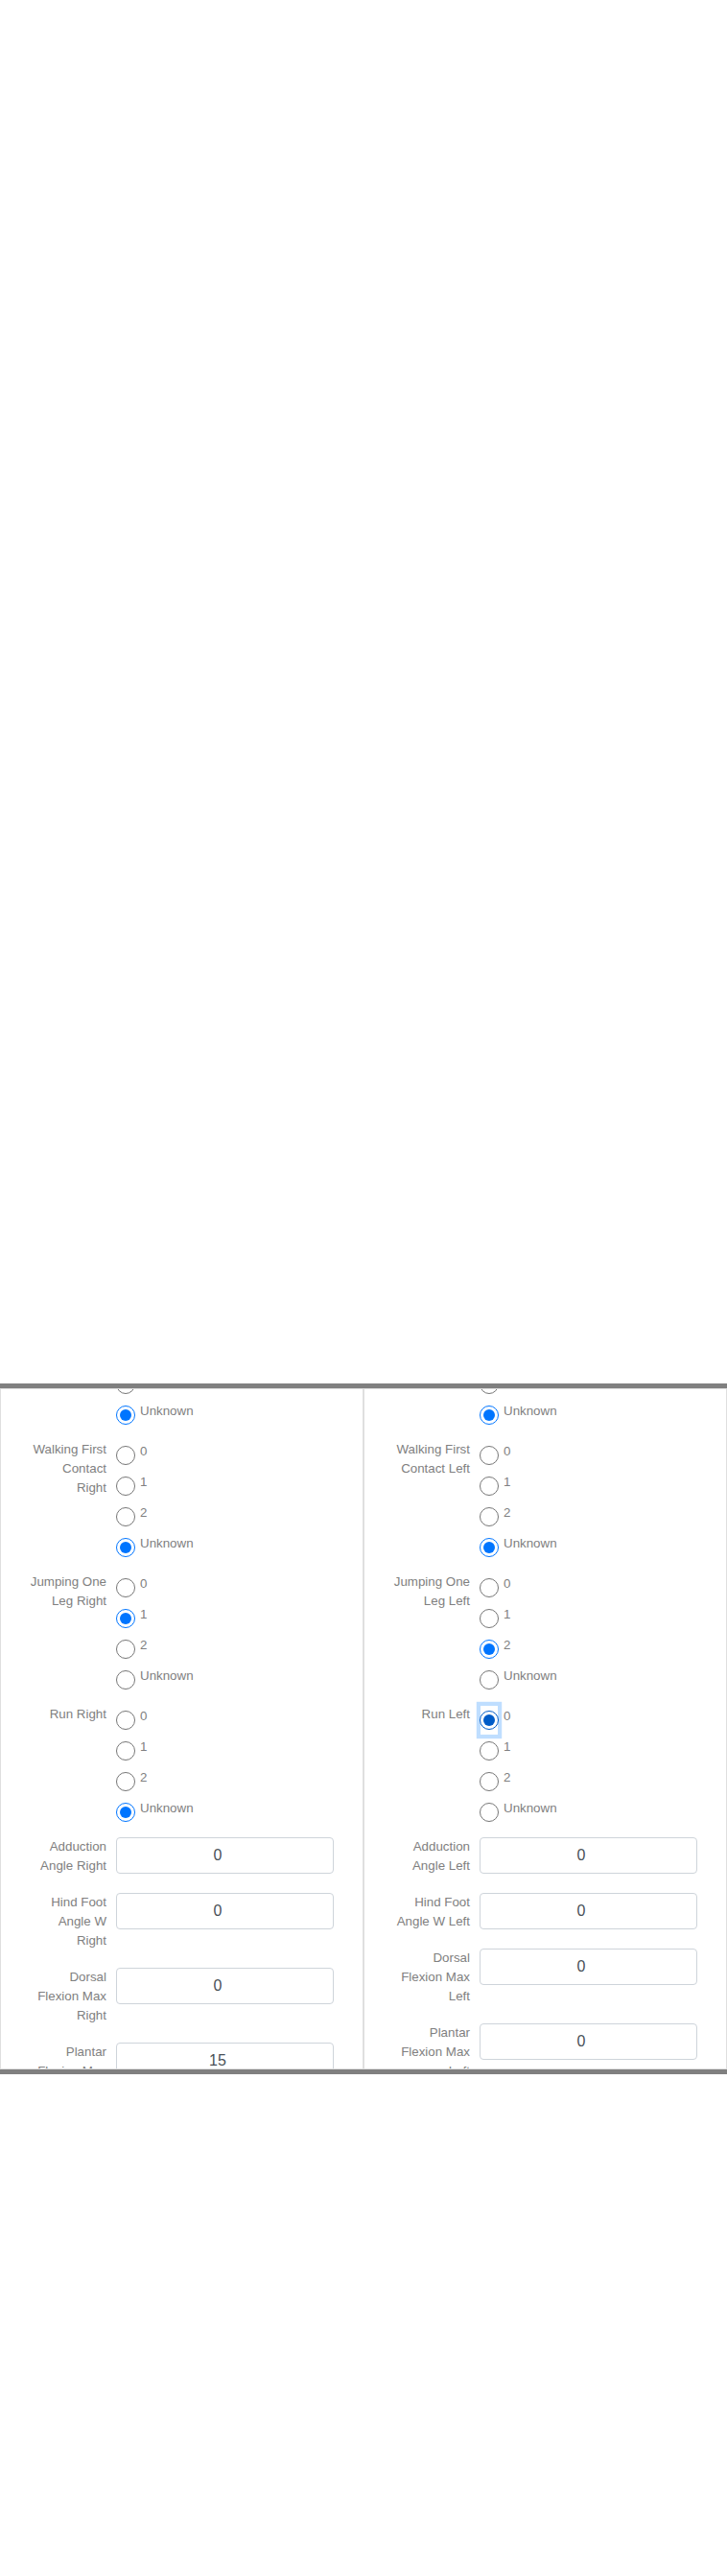 Unknown
Walking First
Contact
Right
0
1
2
Unknown
Jumping One
Leg Right
0
1
2
Unknown
Run Right
0
1
2
Unknown
Adduction
Angle Right
0
Hind Foot
Angle W
Right
0
Dorsal
Flexion Max
Right
0
Plantar
Flexion Max
15
Unknown
Walking First
Contact Left
0
1
2
Unknown
Jumping One
Leg Left
0
1
2
Unknown
Run Left
0
1
2
Unknown
Adduction
Angle Left
0
Hind Foot
Angle W Left
0
Dorsal
Flexion Max
Left
0
Plantar
Flexion Max
Left
0